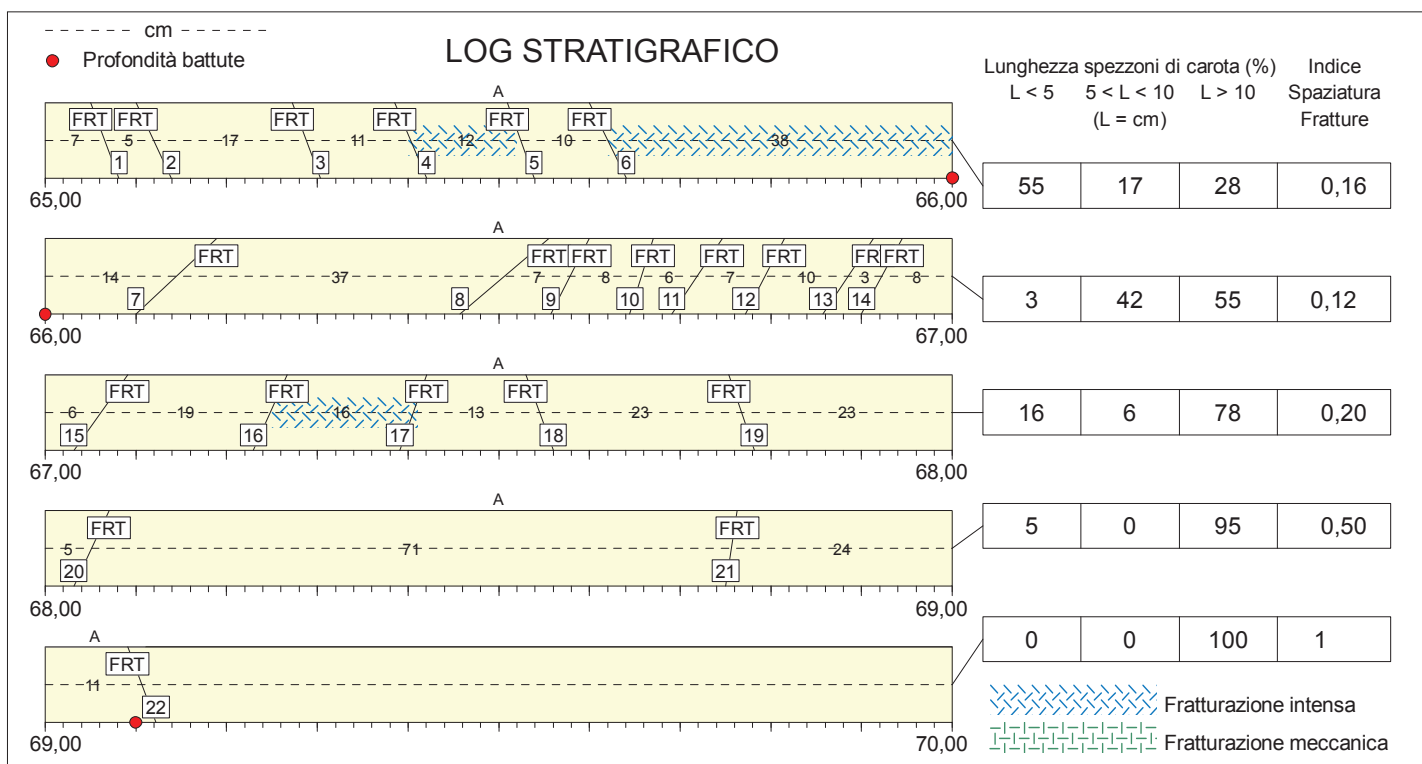 cm
Profondità battute
LOG STRATIGRAFICO
Lunghezza spezzoni di carota (%)
L < 5 5 < L < 10 L > 10
(L = cm)
Indice
Spaziatura
Fratture
A
FRT FRT FRT FRT FRT FRT
7 5 17 11 12 10 38
1 2 3 4 5 6
65,00 66,00
55 17 28 0,16
A
FRT FRT FRT FRT FRT FRT FRT FRT
14 37 7 8 6 7 10 3 8
7 8 9 10 11 12 13 14
66,00 67,00
3 42 55 0,12
A
FRT FRT FRT FRT FRT
6 19 16 13 23 23
15 16 17 18 19
67,00 68,00
16 6 78 0,20
A
FRT FRT
5 71 24
20 21
68,00 69,00
5 0 95 0,50
A
FRT
11
22
69,00 70,00
0 0 100 1
Fratturazione intensa
Fratturazione meccanica